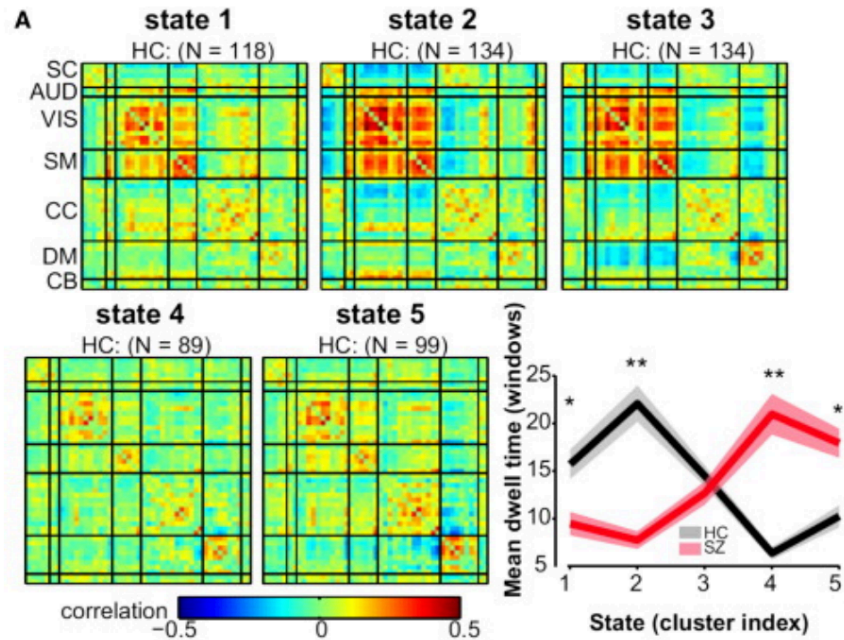 A
state 1
state 2
state 3
HC: (N = 118)
HC: (N = 134)
HC: (N = 134)
SC
AUD
VIS
SM
CC
DM
CB
state 4
state 5
HC: (N = 89)
HC: (N = 99)
correlation
−0.5
0
0.5
Mean dwell time (windows)
25
20
15
10
5
*
**
**
*
HC
SZ
1
2
3
4
5
State (cluster index)